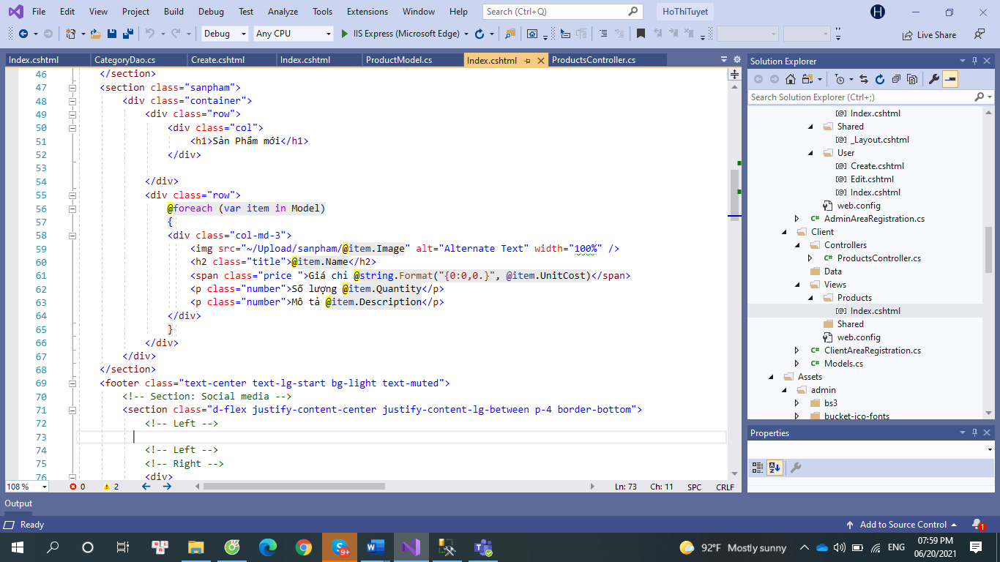 File Edit View Project Build Debug Test Analyze Tools Extensions Window Help Search (Ctrl+Q) HoThiTuyet H
Debug Any CPU IIS Express (Microsoft Edge) Live Share
Index.cshtml CategoryDao.cs Create.cshtml Index.cshtml ProductModel.cs Index.cshtml ProductsController.cs
46 </section>
47 <section class="sanpham">
48 <div class="container">
49 <div class="row">
50 <div class="col">
51 <h1>Sản Phẩm mới</h1>
52 </div>
53
54 </div>
55 <div class="row">
56 @foreach (var item in Model)
57 {
58 <div class="col-md-3">
59 <img src="~/Upload/sanpham/@item.Image" alt="Alternate Text" width="100%" />
60 <h2 class="title">@item.Name</h2>
61 <span class="price ">Giá chỉ @string.Format("{0:0,0.}", @item.UnitCost)</span>
62 <p class="number">Số lượng @item.Quantity</p>
63 <p class="number">Mô tả @item.Description</p>
64 </div>
65 }
66 </div>
67 </div>
68 </section>
69 <footer class="text-center text-lg-start bg-light text-muted">
70 <!-- Section: Social media -->
71 <section class="d-flex justify-content-center justify-content-lg-between p-4 border-bottom">
72 <!-- Left -->
73
74 <!-- Left -->
75 <!-- Right -->
76 <div>
108 % 0 2 Ln: 73 Ch: 11 SPC CRLF
Solution Explorer
Search Solution Explorer (Ctrl+;)
Index.cshtml
Shared
_Layout.cshtml
User
Create.cshtml
Edit.cshtml
Index.cshtml
web.config
C# AdminAreaRegistration.cs
Client
Controllers
C# ProductsController.cs
Data
Views
Products
Index.cshtml
Shared
web.config
C# ClientAreaRegistration.cs
C# Models.cs
Assets
admin
bs3
bucket-ico-fonts
Properties
Output
Ready Add to Source Control 1
9+ 92°F Mostly sunny ENG 07:59 PM
06/20/2021